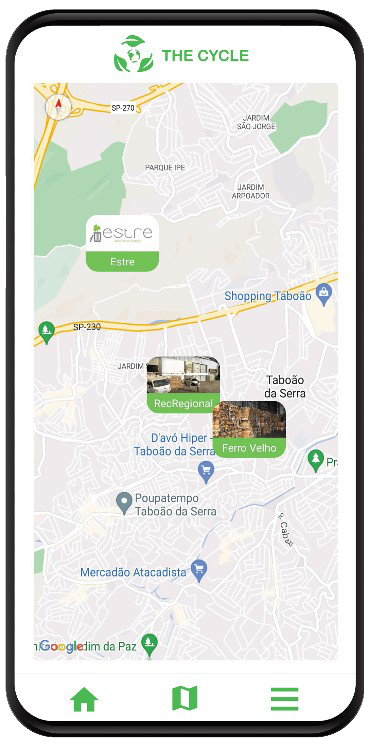 THE CYCLE
SP-270
JARDIM
SÃO JORGE
PARQUE IPE
JARDIM
ARPOADOR
estre
Estre
Shopping Taboão
SP-230
JARDIM
RecRegional
Taboão
da Serra
Ferro Velho
D'avó Hiper -
Taboão da Serra
Pr
Poupatempo
Taboão da Serra
Mercadão Atacadista
Google
dim da Paz